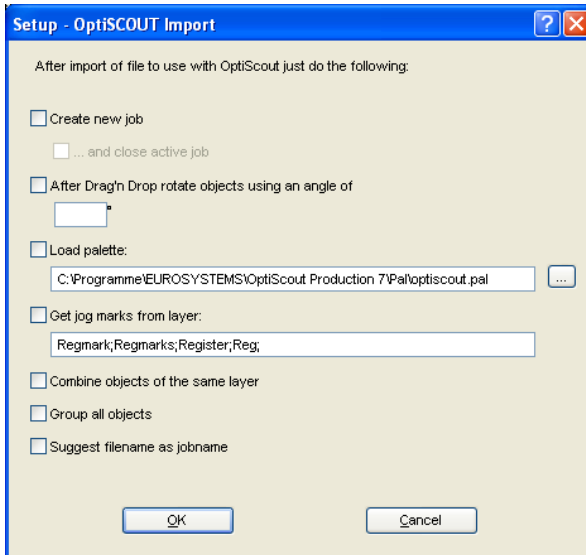 Setup - OptiSCOUT Import
After import of file to use with OptiScout just do the following:
Create new job
... and close active job
After Drag'n Drop rotate objects using an angle of
°
Load palette:
C:\Programme\EUROSYSTEMS\OptiScout Production 7\Pal\optiscout.pal
...
Get jog marks from layer:
Regmark;Regmarks;Register;Reg;
Combine objects of the same layer
Group all objects
Suggest filename as jobname
OK
Cancel